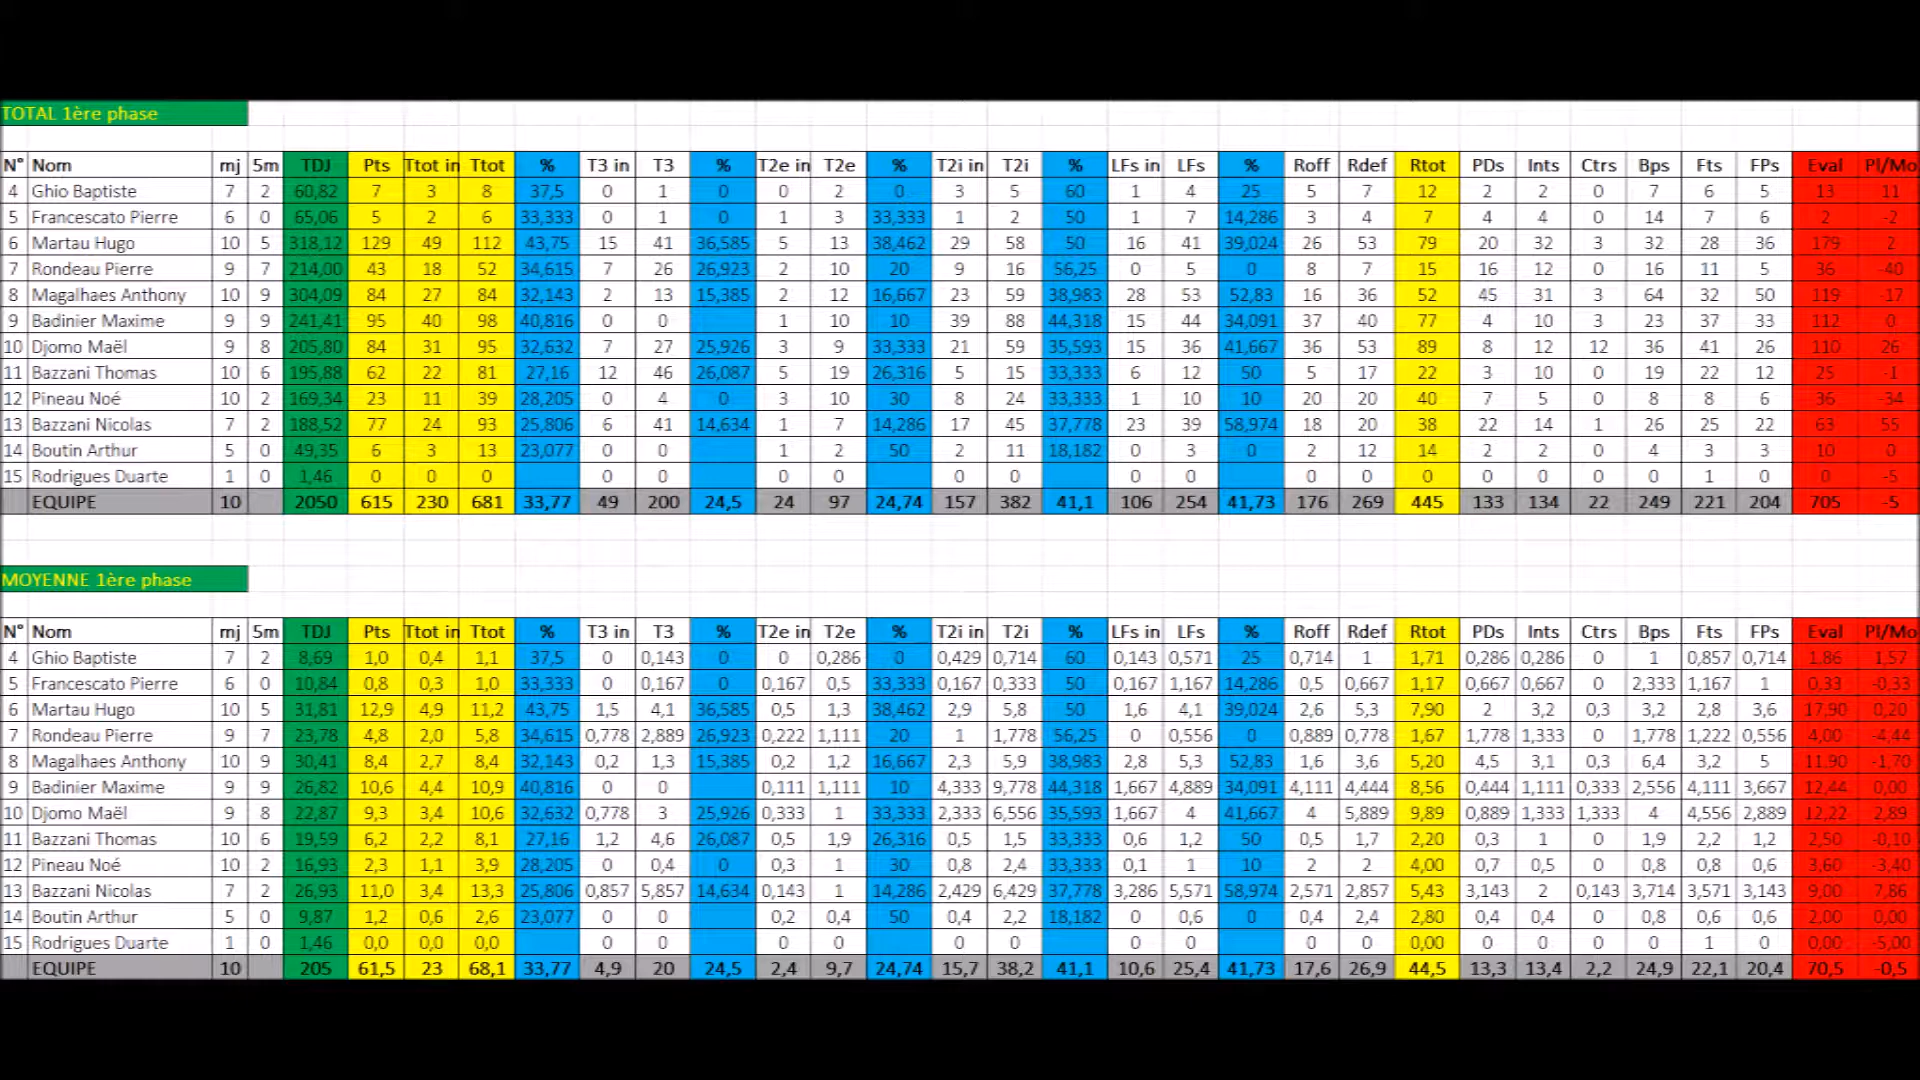 TOTAL 1ère phase
N° Nom mj 5m TDJ Pts Ttot in Ttot % T3 in T3 % T2e in T2e % T2i in T2i % LFs in LFs % Roff Rdef Rtot PDs Ints Ctrs Bps Fts FPs Eval Pl/Mo
4 Ghio Baptiste 7 2 60,82 7 3 8 37,5 0 1 0 0 2 0 3 5 60 1 4 25 5 7 12 2 2 0 7 6 5 13 11
5 Francescato Pierre 6 0 65,06 5 2 6 33,333 0 1 0 1 3 33,333 1 2 50 1 7 14,286 3 4 7 4 4 0 14 7 6 2 -2
6 Martau Hugo 10 5 318,12 129 49 112 43,75 15 41 36,585 5 13 38,462 29 58 50 16 41 39,024 26 53 79 20 32 3 32 28 36 179 2
7 Rondeau Pierre 9 7 214,00 43 18 52 34,615 7 26 26,923 2 10 20 9 16 56,25 0 5 0 8 7 15 16 12 0 16 11 5 36 -40
8 Magalhaes Anthony 10 9 304,09 84 27 84 32,143 2 13 15,385 2 12 16,667 23 59 38,983 28 53 52,83 16 36 52 45 31 3 64 32 50 119 -17
9 Badinier Maxime 9 9 241,41 95 40 98 40,816 0 0 1 10 10 39 88 44,318 15 44 34,091 37 40 77 4 10 3 23 37 33 112 0
10 Djomo Maël 9 8 205,80 84 31 95 32,632 7 27 25,926 3 9 33,333 21 59 35,593 15 36 41,667 36 53 89 8 12 12 36 41 26 110 26
11 Bazzani Thomas 10 6 195,88 62 22 81 27,16 12 46 26,087 5 19 26,316 5 15 33,333 6 12 50 5 17 22 3 10 0 19 22 12 25 -1
12 Pineau Noé 10 2 169,34 23 11 39 28,205 0 4 0 3 10 30 8 24 33,333 1 10 10 20 20 40 7 5 0 8 8 6 36 -34
13 Bazzani Nicolas 7 2 188,52 77 24 93 25,806 6 41 14,634 1 7 14,286 17 45 37,778 23 39 58,974 18 20 38 22 14 1 26 25 22 63 55
14 Boutin Arthur 5 0 49,35 6 3 13 23,077 0 0 1 2 50 2 11 18,182 0 3 0 2 12 14 2 2 0 4 3 3 10 0
15 Rodrigues Duarte 1 0 1,46 0 0 0 0 0 0 0 0 0 0 0 0 0 0 0 0 0 0 1 0 0 -5
EQUIPE 10 2050 615 230 681 33,77 49 200 24,5 24 97 24,74 157 382 41,1 106 254 41,73 176 269 445 133 134 22 249 221 204 705 -5
MOYENNE 1ère phase
N° Nom mj 5m TDJ Pts Ttot in Ttot % T3 in T3 % T2e in T2e % T2i in T2i % LFs in LFs % Roff Rdef Rtot PDs Ints Ctrs Bps Fts FPs Eval Pl/Mo
4 Ghio Baptiste 7 2 8,69 1,0 0,4 1,1 37,5 0 0,143 0 0 0,286 0 0,429 0,714 60 0,143 0,571 25 0,714 1 1,71 0,286 0,286 0 1 0,857 0,714 1,86 1,57
5 Francescato Pierre 6 0 10,84 0,8 0,3 1,0 33,333 0 0,167 0 0,167 0,5 33,333 0,167 0,333 50 0,167 1,167 14,286 0,5 0,667 1,17 0,667 0,667 0 2,333 1,167 1 0,33 -0,33
6 Martau Hugo 10 5 31,81 12,9 4,9 11,2 43,75 1,5 4,1 36,585 0,5 1,3 38,462 2,9 5,8 50 1,6 4,1 39,024 2,6 5,3 7,90 2 3,2 0,3 3,2 2,8 3,6 17,90 0,20
7 Rondeau Pierre 9 7 23,78 4,8 2,0 5,8 34,615 0,778 2,889 26,923 0,222 1,111 20 1 1,778 56,25 0 0,556 0 0,889 0,778 1,67 1,778 1,333 0 1,778 1,222 0,556 4,00 -4,44
8 Magalhaes Anthony 10 9 30,41 8,4 2,7 8,4 32,143 0,2 1,3 15,385 0,2 1,2 16,667 2,3 5,9 38,983 2,8 5,3 52,83 1,6 3,6 5,20 4,5 3,1 0,3 6,4 3,2 5 11,90 -1,70
9 Badinier Maxime 9 9 26,82 10,6 4,4 10,9 40,816 0 0 0,111 1,111 10 4,333 9,778 44,318 1,667 4,889 34,091 4,111 4,444 8,56 0,444 1,111 0,333 2,556 4,111 3,667 12,44 0,00
10 Djomo Maël 9 8 22,87 9,3 3,4 10,6 32,632 0,778 3 25,926 0,333 1 33,333 2,333 6,556 35,593 1,667 4 41,667 4 5,889 9,89 0,889 1,333 1,333 4 4,556 2,889 12,22 2,89
11 Bazzani Thomas 10 6 19,59 6,2 2,2 8,1 27,16 1,2 4,6 26,087 0,5 1,9 26,316 0,5 1,5 33,333 0,6 1,2 50 0,5 1,7 2,20 0,3 1 0 1,9 2,2 1,2 2,50 -0,10
12 Pineau Noé 10 2 16,93 2,3 1,1 3,9 28,205 0 0,4 0 0,3 1 30 0,8 2,4 33,333 0,1 1 10 2 2 4,00 0,7 0,5 0 0,8 0,8 0,6 3,60 -3,40
13 Bazzani Nicolas 7 2 26,93 11,0 3,4 13,3 25,806 0,857 5,857 14,634 0,143 1 14,286 2,429 6,429 37,778 3,286 5,571 58,974 2,571 2,857 5,43 3,143 2 0,143 3,714 3,571 3,143 9,00 7,86
14 Boutin Arthur 5 0 9,87 1,2 0,6 2,6 23,077 0 0 0,2 0,4 50 0,4 2,2 18,182 0 0,6 0 0,4 2,4 2,80 0,4 0,4 0 0,8 0,6 0,6 2,00 0,00
15 Rodrigues Duarte 1 0 1,46 0,0 0,0 0,0 0 0 0 0 0 0 0 0 0 0 0,00 0 0 0 0 1 0 0,00 -5,00
EQUIPE 10 205 61,5 23 68,1 33,77 4,9 20 24,5 2,4 9,7 24,74 15,7 38,2 41,1 10,6 25,4 41,73 17,6 26,9 44,5 13,3 13,4 2,2 24,9 22,1 20,4 70,5 -0,5